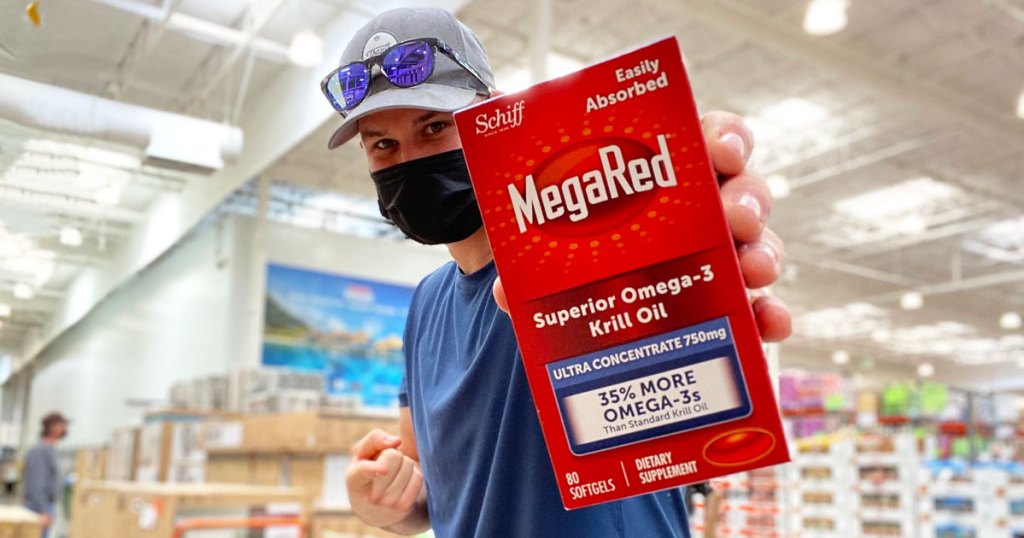 Schiff
Easily
Absorbed
MegaRed
Superior Omega-3
Krill Oil
ULTRA CONCENTRATE 750mg
35% MORE
OMEGA-3s
Than Standard Krill Oil
80
SOFTGELS
DIETARY
SUPPLEMENT